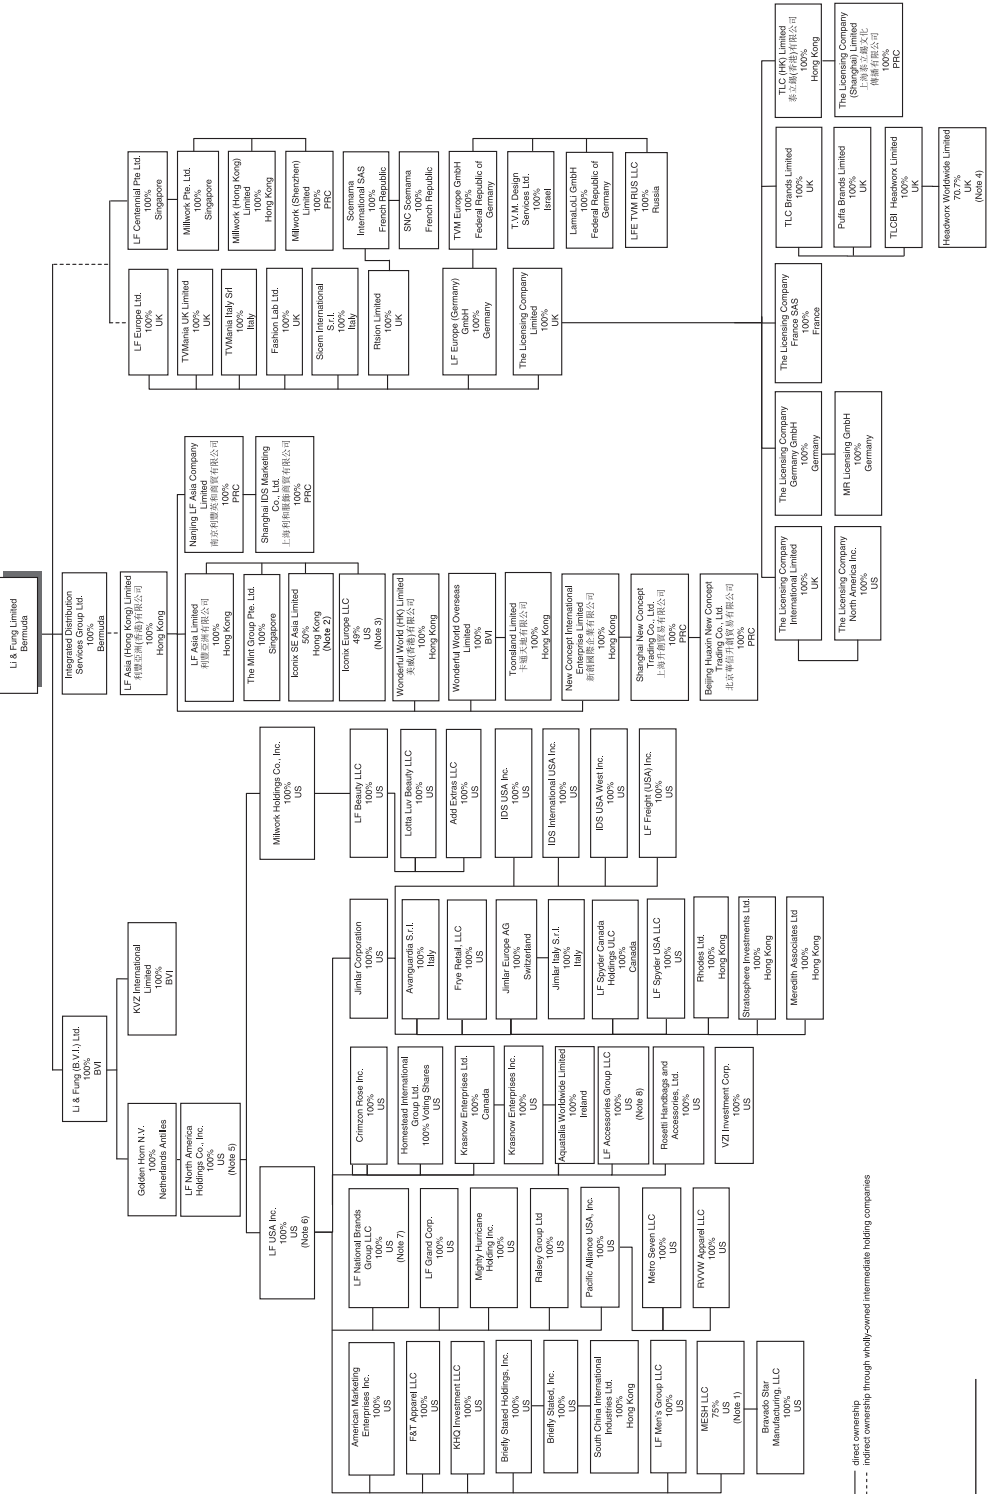 Li & Fung Limited
Bermuda
Li & Fung (B.V.I.) Ltd.
100%
BVI
Integrated Distribution
Services Group Ltd.
100%
Bermuda
Golden Horn N.V.
100%
Netherlands Antilles
KVZ International
Limited
100%
BVI
LF North America
Holdings Co., Inc.
100%
US
(Note 5)
LF USA Inc.
100%
US
(Note 6)
Milwork Holdings Co., Inc.
100%
US
American Marketing
Enterprises Inc.
100%
US
F&T Apparel LLC
100%
US
KHQ Investment LLC
100%
US
Briefly Stated Holdings, Inc.
100%
US
Briefly Stated, Inc.
100%
US
South China International
Industries Ltd.
100%
Hong Kong
LF Men's Group LLC
100%
US
MESH LLC
75%
US
(Note 1)
Bravado Star
Manufacturing, LLC
100%
US
LF National Brands
Group LLC
100%
US
(Note 7)
LF Grand Corp.
100%
US
Mighty Hurricane
Holding Inc.
100%
US
Ralsey Group Ltd
100%
US
Pacific Alliance USA, Inc.
100%
US
Metro Seven LLC
100%
US
RVVW Apparel LLC
100%
US
Crimzon Rose Inc.
100%
US
Homestead International
Group Ltd.
100% Voting Shares
US
Krasnow Enterprises Ltd.
100%
Canada
Krasnow Enterprises Inc.
100%
US
Aquatalia Worldwide Limited
100%
Ireland
LF Accessories Group LLC
100%
US
(Note 8)
Rosetti Handbags and
Accessories, Ltd.
100%
US
VZI Investment Corp.
100%
US
Jimlar Corporation
100%
US
Avanguardia S.r.l.
100%
Italy
Frye Retail, LLC
100%
US
Jimlar Europe AG
100%
Switzerland
Jimlar Italy S.r.l.
100%
Italy
LF Spyder Canada
Holdings ULC
100%
Canada
LF Spyder USA LLC
100%
US
Rhodes Ltd.
100%
Hong Kong
Stratosphere Investments Ltd.
100%
Hong Kong
Meredith Associates Ltd
100%
Hong Kong
LF Beauty LLC
100%
US
Lotta Luv Beauty LLC
100%
US
Add Extras LLC
100%
US
IDS USA Inc.
100%
US
IDS International USA Inc.
100%
US
IDS USA West Inc.
100%
US
LF Freight (USA) Inc.
100%
US
LF Asia (Hong Kong) Limited
利豐亞洲(香港)有限公司
100%
Hong Kong
LF Asia Limited
利豐亞洲有限公司
100%
Hong Kong
The Mint Group Pte. Ltd.
100%
Singapore
Iconix SE Asia Limited
50%
Hong Kong
(Note 2)
Iconix Europe LLC
49%
US
(Note 3)
Wonderful World (HK) Limited
美威(香港)有限公司
100%
Hong Kong
Wonderful World Overseas
Limited
100%
BVI
Toonsland Limited
卡通天地有限公司
100%
Hong Kong
New Concept International
Enterprise Limited
新創國際企業有限公司
100%
Hong Kong
Shanghai New Concept
Trading Co., Ltd.
上海升創貿易有限公司
100%
PRC
Beijing Huaxin New Concept
Trading Co., Ltd.
北京華信升創貿易有限公司
100%
PRC
Nanjing LF Asia Company
Limited
南京利豐英和商貿有限公司
100%
PRC
Shanghai IDS Marketing
Co., Ltd.
上海利和服飾商貿有限公司
100%
PRC
LF Europe Ltd.
100%
UK
TVMania UK Limited
100%
UK
TVMania Italy Srl
100%
Italy
Fashion Lab Ltd.
100%
UK
Sicem International
S.r.l.
100%
Italy
Rision Limited
100%
UK
LF Europe (Germany)
GmbH
100%
Germany
The Licensing Company
Limited
100%
UK
LF Centennial Pte Ltd.
100%
Singapore
Millwork Pte. Ltd.
100%
Singapore
Millwork (Hong Kong)
Limited
100%
Hong Kong
Millwork (Shenzhen)
Limited
100%
PRC
Scemama
International SAS
100%
French Republic
SNC Scemama
100%
French Republic
TVM Europe GmbH
100%
Federal Republic of
Germany
T.V.M. Design
Services Ltd.
100%
Israel
LamaLoLi GmbH
100%
Federal Republic of
Germany
LFE TVM RUS LLC
100%
Russia
The Licensing Company
International Limited
100%
UK
The Licensing Company
North America Inc.
100%
US
The Licensing Company
Germany GmbH
100%
Germany
MR Licensing GmbH
100%
Germany
The Licensing Company
France SAS
100%
France
TLC Brands Limited
100%
UK
Puffa Brands Limited
100%
UK
TLCBI Headworx Limited
100%
UK
Headworx Worldwide Limited
70.7%
UK
(Note 4)
TLC (HK) Limited
泰立錫(香港)有限公司
100%
Hong Kong
The Licensing Company
(Shanghai) Limited
上海泰立錫文化
傳播有限公司
100%
PRC
direct ownership
indirect ownership through wholly-owned intermediate holding companies